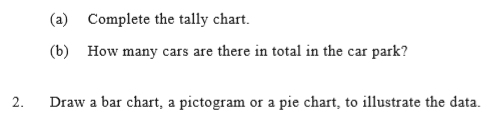 (a) Complete the tally chart.
(b) How many cars are there in total in the car park?
2. Draw a bar chart, a pictogram or a pie chart, to illustrate the data.